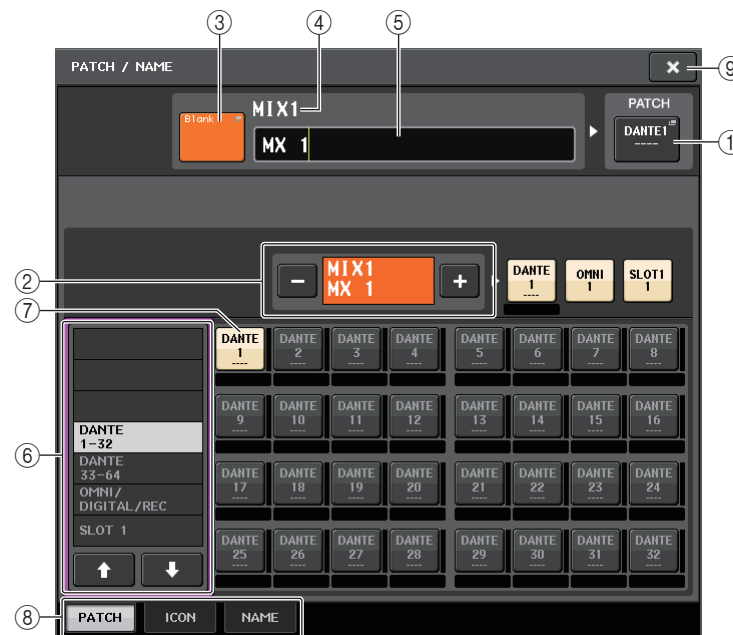 ③ ④ ⑤
PATCH / NAME
×
⑨
Blank
MIX1
MX 1
PATCH
DANTE1
----
②
−
MIX1
MX 1
+
DANTE
1
----
OMNI
1
SLOT1
1
⑦
DANTE 1 ----
DANTE 2 ----
DANTE 3 ----
DANTE 4 ----
DANTE 5 ----
DANTE 6 ----
DANTE 7 ----
DANTE 8 ----
DANTE 9 ----
DANTE 10 ----
DANTE 11 ----
DANTE 12 ----
DANTE 13 ----
DANTE 14 ----
DANTE 15 ----
DANTE 16 ----
⑥
DANTE
1-32
DANTE
33-64
OMNI/
DIGITAL/REC
SLOT 1
DANTE 17 ----
DANTE 18 ----
DANTE 19 ----
DANTE 20 ----
DANTE 21 ----
DANTE 22 ----
DANTE 23 ----
DANTE 24 ----
DANTE 25 ----
DANTE 26 ----
DANTE 27 ----
DANTE 28 ----
DANTE 29 ----
DANTE 30 ----
DANTE 31 ----
DANTE 32 ----
⑧
PATCH ICON NAME